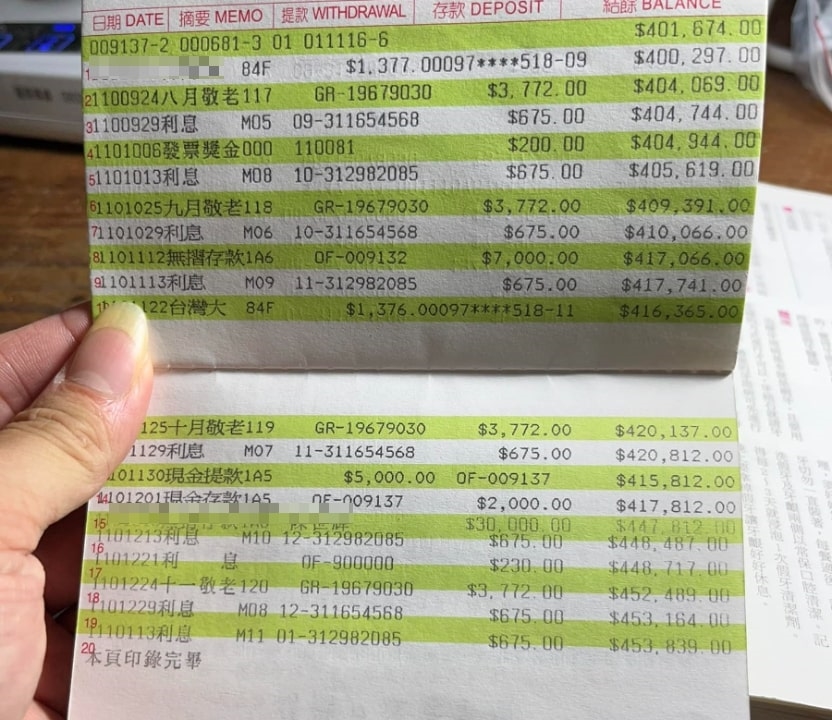 日期 DATE 摘要 MEMO 提款 WITHDRAWAL 存款 DEPOSIT 結餘 BALANCE
009137-2 000681-3 01 011116-6 $401,674.00
1 84F $1,377.00097****518-09 $400,297.00
2 1100924八月敬老117 GR-19679030 $3,772.00 $404,069.00
3 1100929利息 M05 09-311654568 $675.00 $404,744.00
4 1101006發票獎金000 110081 $200.00 $404,944.00
5 1101013利息 M08 10-312982085 $675.00 $405,619.00
6 1101025九月敬老118 GR-19679030 $3,772.00 $409,391.00
7 1101029利息 M06 10-311654568 $675.00 $410,066.00
8 1101112無摺存款1A6 OF-009132 $7,000.00 $417,066.00
9 1101113利息 M09 11-312982085 $675.00 $417,741.00
122台灣大 84F $1,376.00097****518-11 $416,365.00
125十月敬老119 GR-19679030 $3,772.00 $420,137.00
1129利息 M07 11-311654568 $675.00 $420,812.00
101130現金提款1A5 $5,000.00 OF-009137 $415,812.00
14 1101201現金存款1A5 OF-009137 $2,000.00 $417,812.00
15 $30,000.00 $447,812.00
16 1101213利息 M10 12-312982085 $675.00 $448,487.00
17 1101221利 息 OF-900000 $230.00 $448,717.00
18 1101224十一敬老120 GR-19679030 $3,772.00 $452,489.00
19 1101229利息 M08 12-311654568 $675.00 $453,164.00
20 1110113利息 M11 01-312982085 $675.00 $453,839.00
本頁印錄完畢